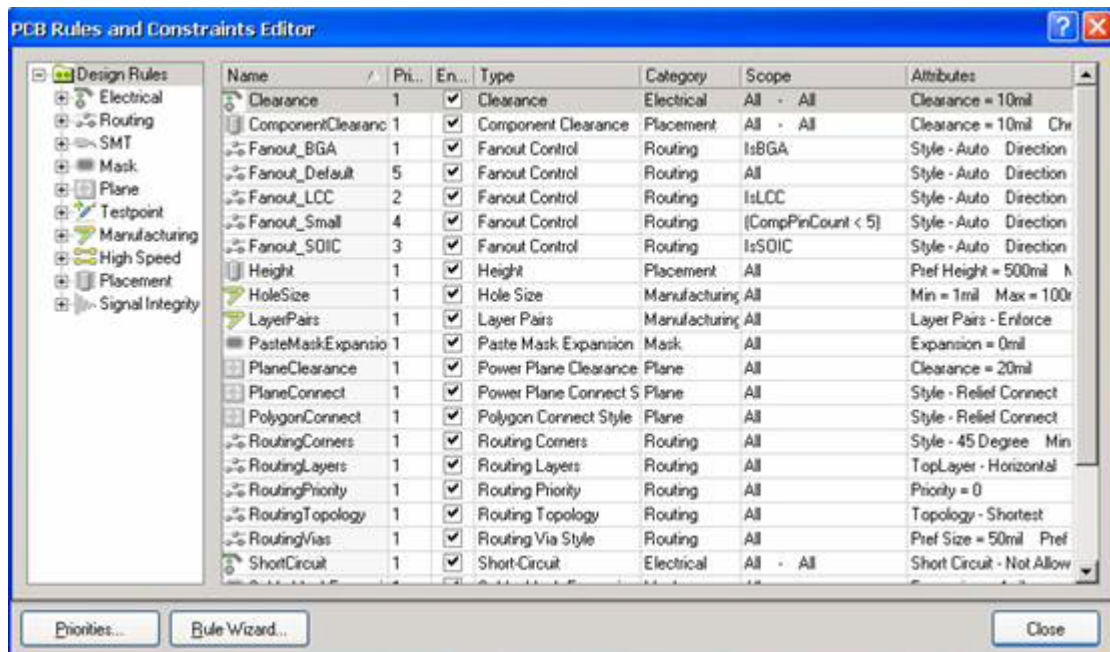 PCB Rules and Constraints Editor
Design Rules
Electrical
Routing
SMT
Mask
Plane
Testpoint
Manufacturing
High Speed
Placement
Signal Integrity
Name Pri... En... Type Category Scope Attributes
Clearance 1 Clearance Electrical All - All Clearance = 10mil
ComponentClearanc 1 Component Clearance Placement All - All Clearance = 10mil Che
Fanout_BGA 1 Fanout Control Routing IsBGA Style - Auto Direction
Fanout_Default 5 Fanout Control Routing All Style - Auto Direction
Fanout_LCC 2 Fanout Control Routing IsLCC Style - Auto Direction
Fanout_Small 4 Fanout Control Routing (CompPinCount < 5) Style - Auto Direction
Fanout_SOIC 3 Fanout Control Routing IsSOIC Style - Auto Direction
Height 1 Height Placement All Pref Height = 500mil
HoleSize 1 Hole Size Manufacturing All Min = 1mil Max = 100
LayerPairs 1 Layer Pairs Manufacturing All Layer Pairs - Enforce
PasteMaskExpansio 1 Paste Mask Expansion Mask All Expansion = 0mil
PlaneClearance 1 Power Plane Clearance Plane All Clearance = 20mil
PlaneConnect 1 Power Plane Connect S Plane All Style - Relief Connect
PolygonConnect 1 Polygon Connect Style Plane All Style - Relief Connect
RoutingCorners 1 Routing Corners Routing All Style - 45 Degree Min
RoutingLayers 1 Routing Layers Routing All TopLayer - Horizontal
RoutingPriority 1 Routing Priority Routing All Priority = 0
RoutingTopology 1 Routing Topology Routing All Topology - Shortest
RoutingVias 1 Routing Via Style Routing All Pref Size = 50mil Pref
ShortCircuit 1 Short-Circuit Electrical All - All Short Circuit - Not Allow
Priorities... Rule Wizard... Close